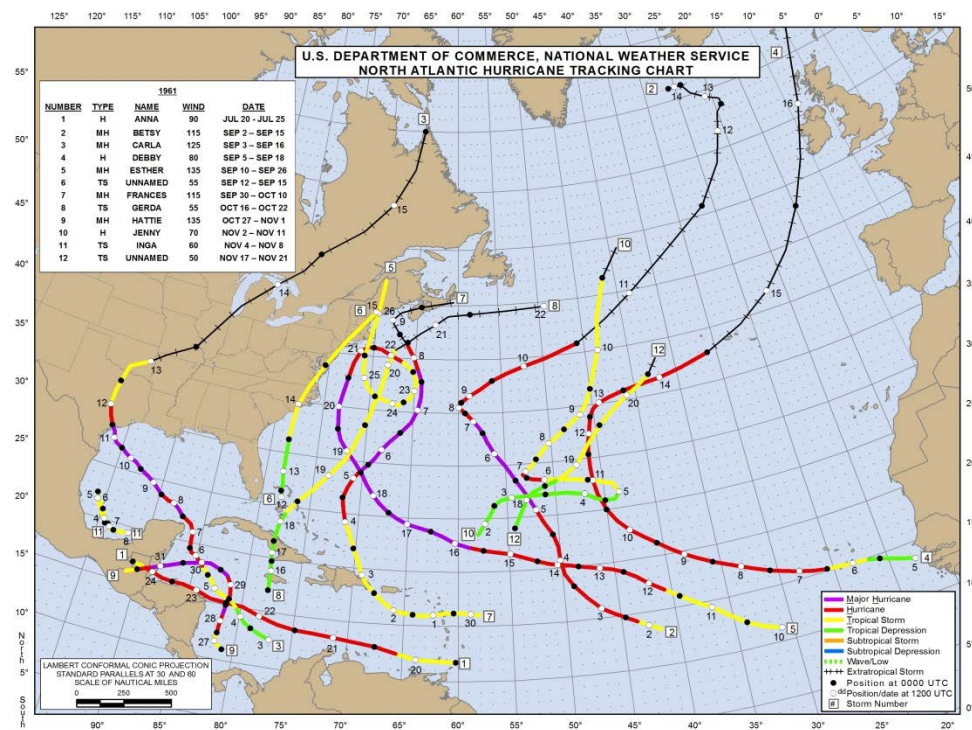 125° 120° 115° 110° 105° 100° 95° 90° 80° 70° 60° 50° 40° 35° 30° 25° 20° 15° 10° 5° 0° 5° 10° 15°
U.S. DEPARTMENT OF COMMERCE, NATIONAL WEATHER SERVICE
NORTH ATLANTIC HURRICANE TRACKING CHART
1961
NUMBER TYPE NAME WIND DATE
1 H ANNA 90 JUL 20 - JUL 25
2 MH BETSY 115 SEP 2 – SEP 15
3 MH CARLA 125 SEP 3 – SEP 16
4 H DEBBY 80 SEP 5 – SEP 18
5 MH ESTHER 135 SEP 10 – SEP 26
6 TS UNNAMED 55 SEP 12 – SEP 15
7 MH FRANCES 115 SEP 30 – OCT 10
8 TS GERDA 55 OCT 16 – OCT 22
9 MH HATTIE 135 OCT 27 – NOV 1
10 H JENNY 70 NOV 2 – NOV 11
11 TS INGA 60 NOV 4 – NOV 8
12 TS UNNAMED 50 NOV 17 – NOV 21
55°
50°
45°
40°
35°
30°
25°
20°
15°
10°
5°
North
0°
South
Major Hurricane
Hurricane
Tropical Storm
Tropical Depression
Subtropical Storm
Subtropical Depression
Wave/Low
Extratropical Storm
Position at 0000 UTC
dd Position/date at 1200 UTC
# Storm Number
LAMBERT CONFORMAL CONIC PROJECTION
STANDARD PARALLELS AT 30 AND 60
SCALE OF NAUTICAL MILES
0 250 500
90° 85° 80° 75° 70° 65° 60° 55° 50° 45° 40° 35° 30° 25° 20° 15° 10° 5° 0°